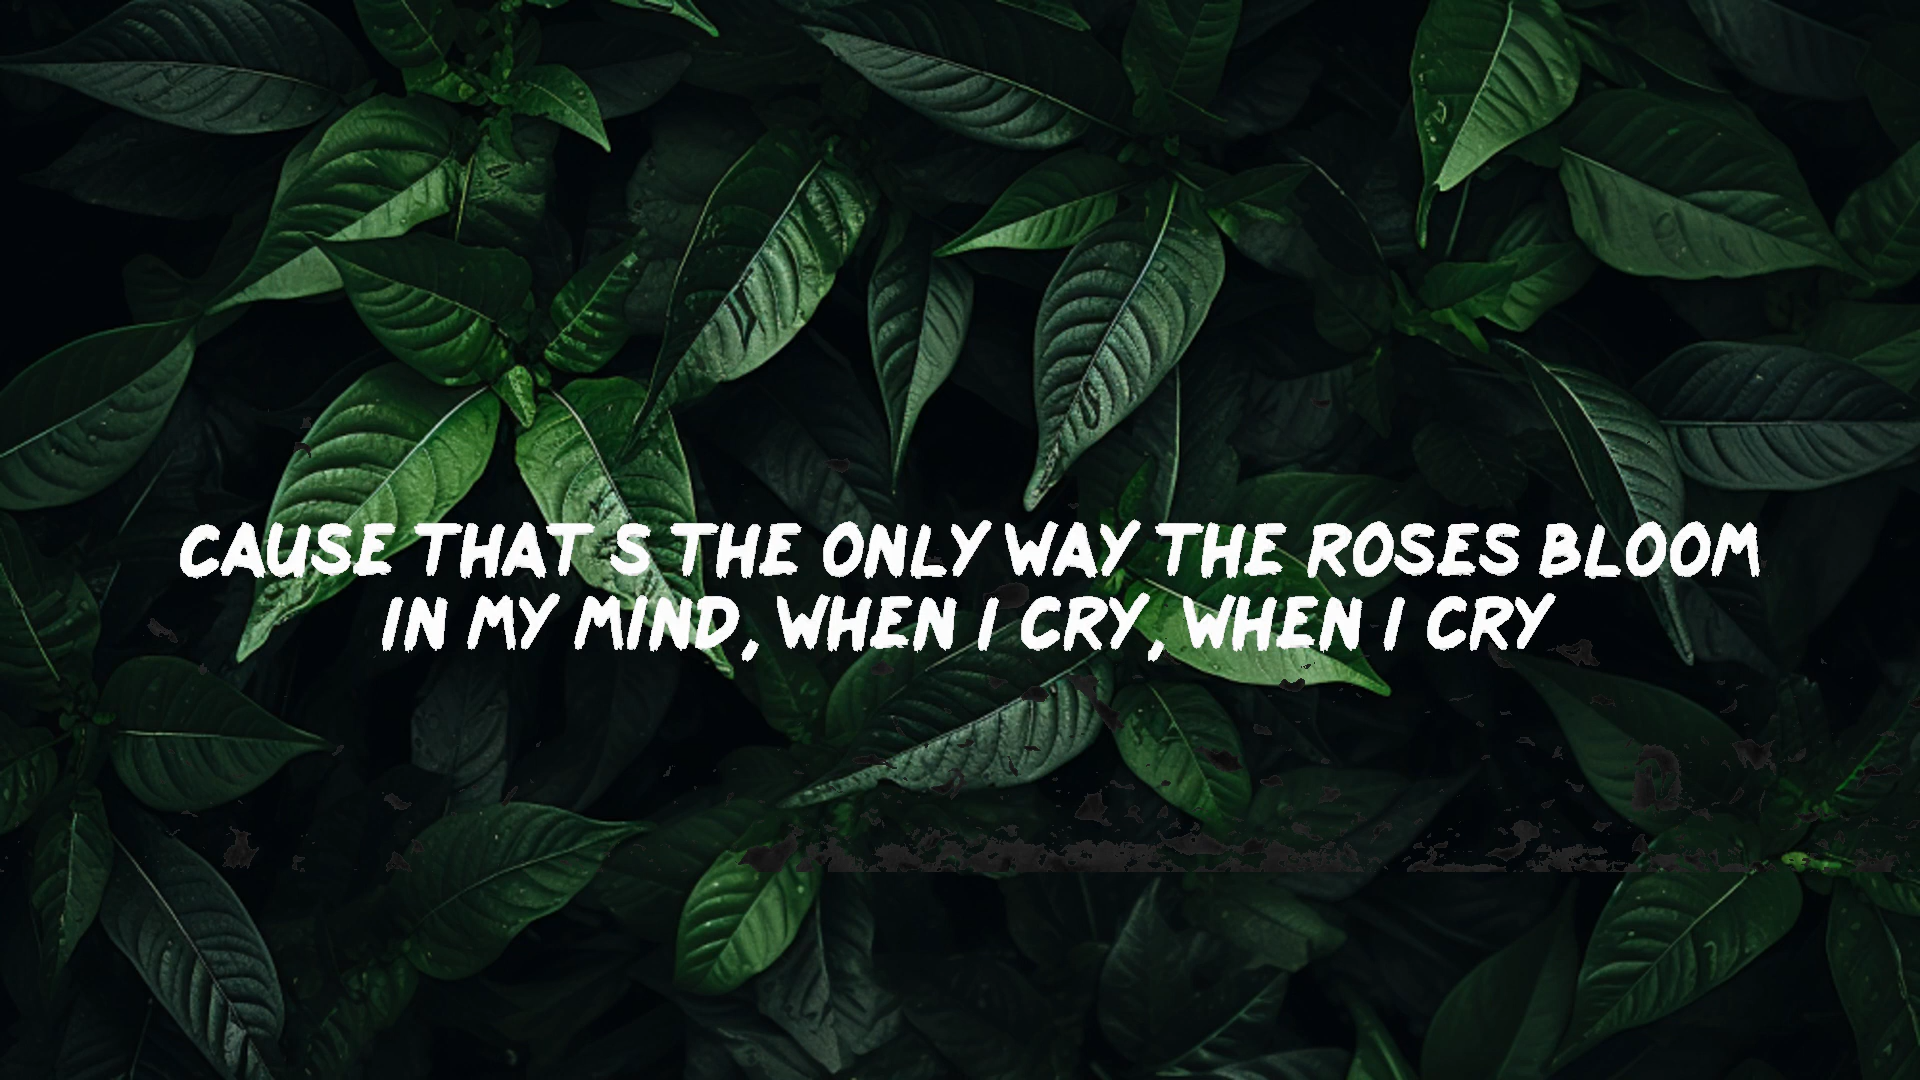 CAUSE THAT S THE ONLY WAY THE ROSES BLOOM
IN MY MIND, WHEN I CRY, WHEN I CRY